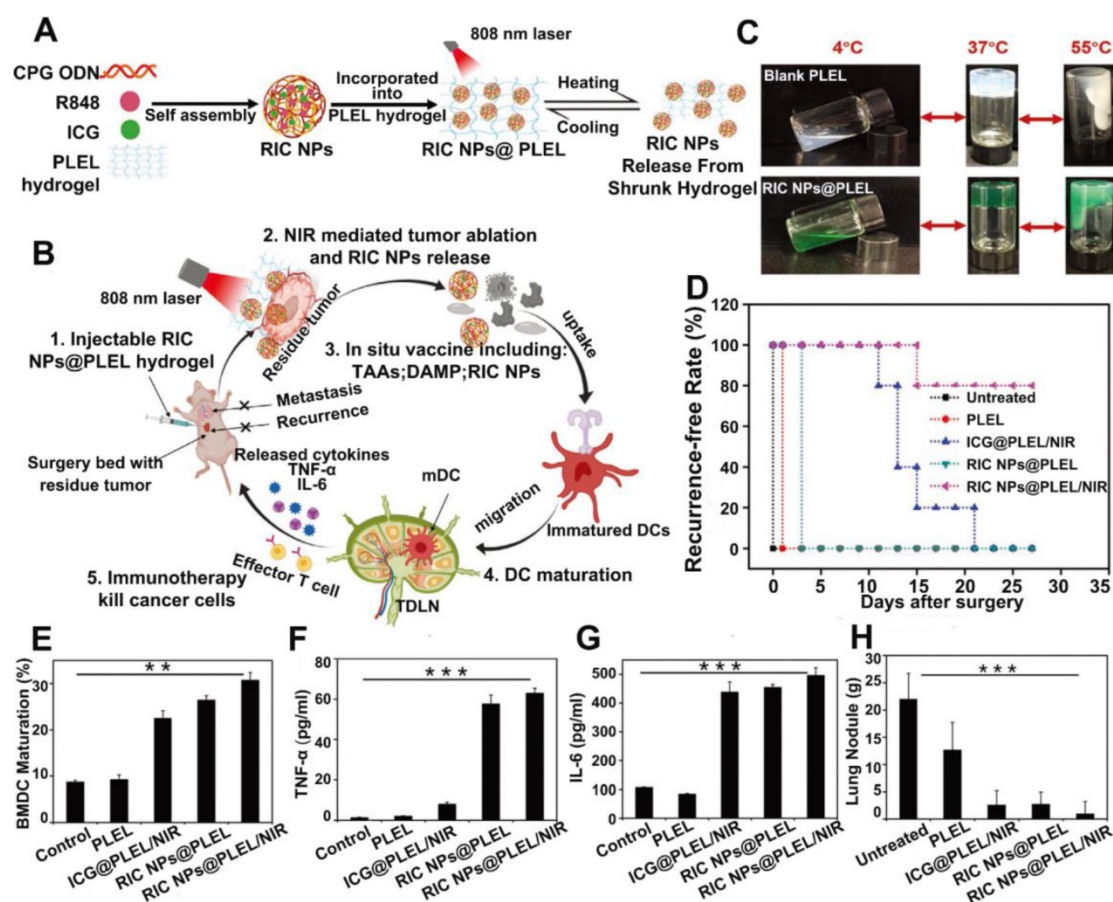 A
CPG ODN
R848
ICG
PLEL
hydrogel
Self assembly
RIC NPs
Incorporated
into
PLEL hydrogel
808 nm laser
RIC NPs@ PLEL
Heating
Cooling
RIC NPs
Release From
Shrunk Hydrogel
C
4°C
37°C
55°C
Blank PLEL
RIC NPs@PLEL
B
808 nm laser
1. Injectable RIC
NPs@PLEL hydrogel
2. NIR mediated tumor ablation
and RIC NPs release
Residue tumor
3. In situ vaccine including:
TAAs;DAMP;RIC NPs
uptake
Metastasis
Recurrence
Surgery bed with
residue tumor
Released cytokines
TNF-α
IL-6
mDC
migration
Immatured DCs
Effector T cell
4. DC maturation
5. Immunotherapy
kill cancer cells
TDLN
D
Recurrence-free Rate (%)
120
100
80
60
40
20
0
0
5
10
15
20
25
30
35
Days after surgery
Untreated
PLEL
ICG@PLEL/NIR
RIC NPs@PLEL
RIC NPs@PLEL/NIR
E
BMDC Maturation (%)
30
20
10
0
**
Control
PLEL
ICG@PLEL/NIR
RIC NPs@PLEL
RIC NPs@PLEL/NIR
F
TNF-α (pg/ml)
80
60
40
20
0
***
Control
PLEL
ICG@PLEL/NIR
RIC NPs@PLEL
RIC NPs@PLEL/NIR
G
IL-6 (pg/ml)
500
400
300
200
100
0
***
Control
PLEL
ICG@PLEL/NIR
RIC NPs@PLEL
RIC NPs@PLEL/NIR
H
Lung Nodule (g)
30
25
20
15
10
5
0
***
Untreated
PLEL
ICG@PLEL/NIR
RIC NPs@PLEL
RIC NPs@PLEL/NIR